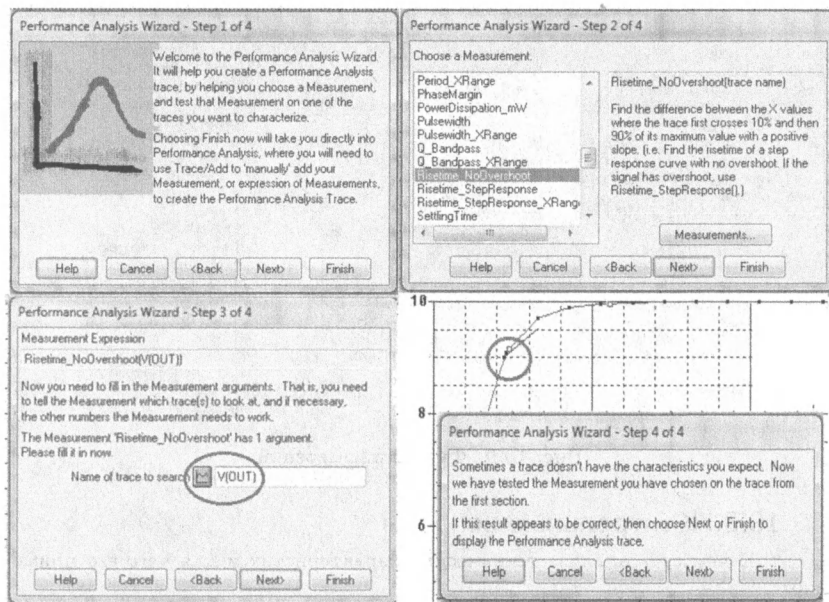 Performance Analysis Wizard - Step 1 of 4
Welcome to the Performance Analysis Wizard.
It will help you create a Performance Analysis
trace, by helping you choose a Measurement,
and test that Measurement on one of the
traces you want to characterize.
Choosing Finish now will take you directly into
Performance Analysis, where you will need to
use Trace/Add to 'manually' add your
Measurement, or expression of Measurements,
to create the Performance Analysis Trace.
Help Cancel <Back Next> Finish
Performance Analysis Wizard - Step 2 of 4
Choose a Measurement:
Period_XRange
PhaseMargin
PowerDissipation_mW
Pulsewidth
Pulsewidth_XRange
Q_Bandpass
Q_Bandpass_XRange
Risetime_NoOvershoot
Risetime_StepResponse
Risetime_StepResponse_XRang
SettlingTime
Risetime_NoOvershoot(trace name)
Find the difference between the X values
where the trace first crosses 10% and then
90% of its maximum value with a positive
slope. (i.e. Find the risetime of a step
response curve with no overshoot. If the
signal has overshoot, use
Risetime_StepResponse().)
Measurements...
Help Cancel <Back Next> Finish
Performance Analysis Wizard - Step 3 of 4
Measurement Expression
Risetime_NoOvershoot(V(OUT))
Now you need to fill in the Measurement arguments. That is, you need
to tell the Measurement which trace(s) to look at, and if necessary,
the other numbers the Measurement needs to work.
The Measurement 'Risetime_NoOvershoot' has 1 argument.
Please fill it in now.
Name of trace to search V(OUT)
Help Cancel <Back Next> Finish
10
8
6
Performance Analysis Wizard - Step 4 of 4
Sometimes a trace doesn't have the characteristics you expect. Now
we have tested the Measurement you have chosen on the trace from
the first section.
If this result appears to be correct, then choose Next or Finish to
display the Performance Analysis trace.
Help Cancel <Back Next> Finish